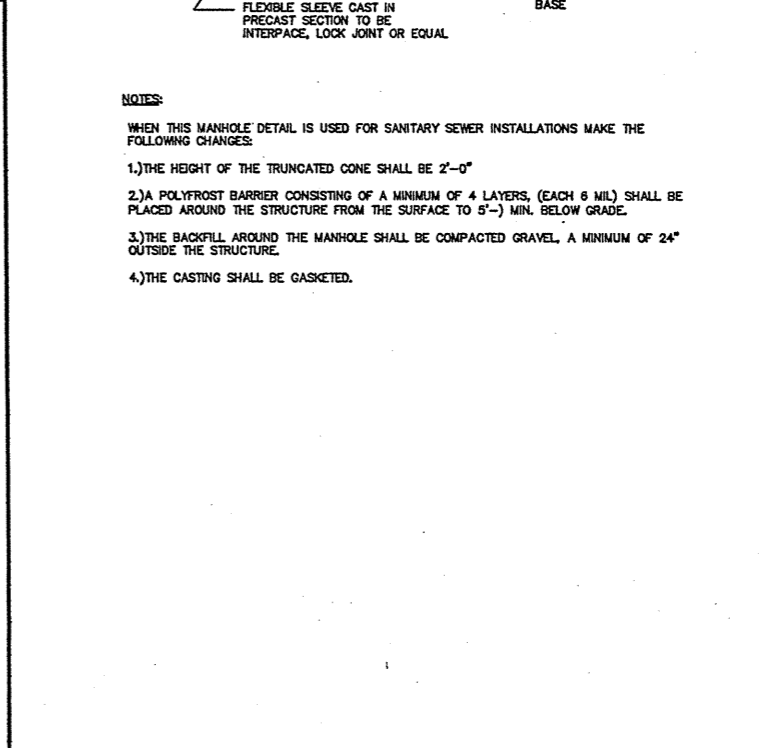 FLEXIBLE SLEEVE CAST IN
PRECAST SECTION TO BE
INTERPACE, LOCK JOINT OR EQUAL
BASE
NOTES:
WHEN THIS MANHOLE DETAIL IS USED FOR SANITARY SEWER INSTALLATIONS MAKE THE
FOLLOWING CHANGES:
1.)THE HEIGHT OF THE TRUNCATED CONE SHALL BE 2'-0"
2.)A POLYFROST BARRIER CONSISTING OF A MINIMUM OF 4 LAYERS, (EACH 6 MIL) SHALL BE
PLACED AROUND THE STRUCTURE FROM THE SURFACE TO 5'-) MIN. BELOW GRADE.
3.)THE BACKFILL AROUND THE MANHOLE SHALL BE COMPACTED GRAVEL, A MINIMUM OF 24"
OUTSIDE THE STRUCTURE.
4.)THE CASTING SHALL BE GASKETED.